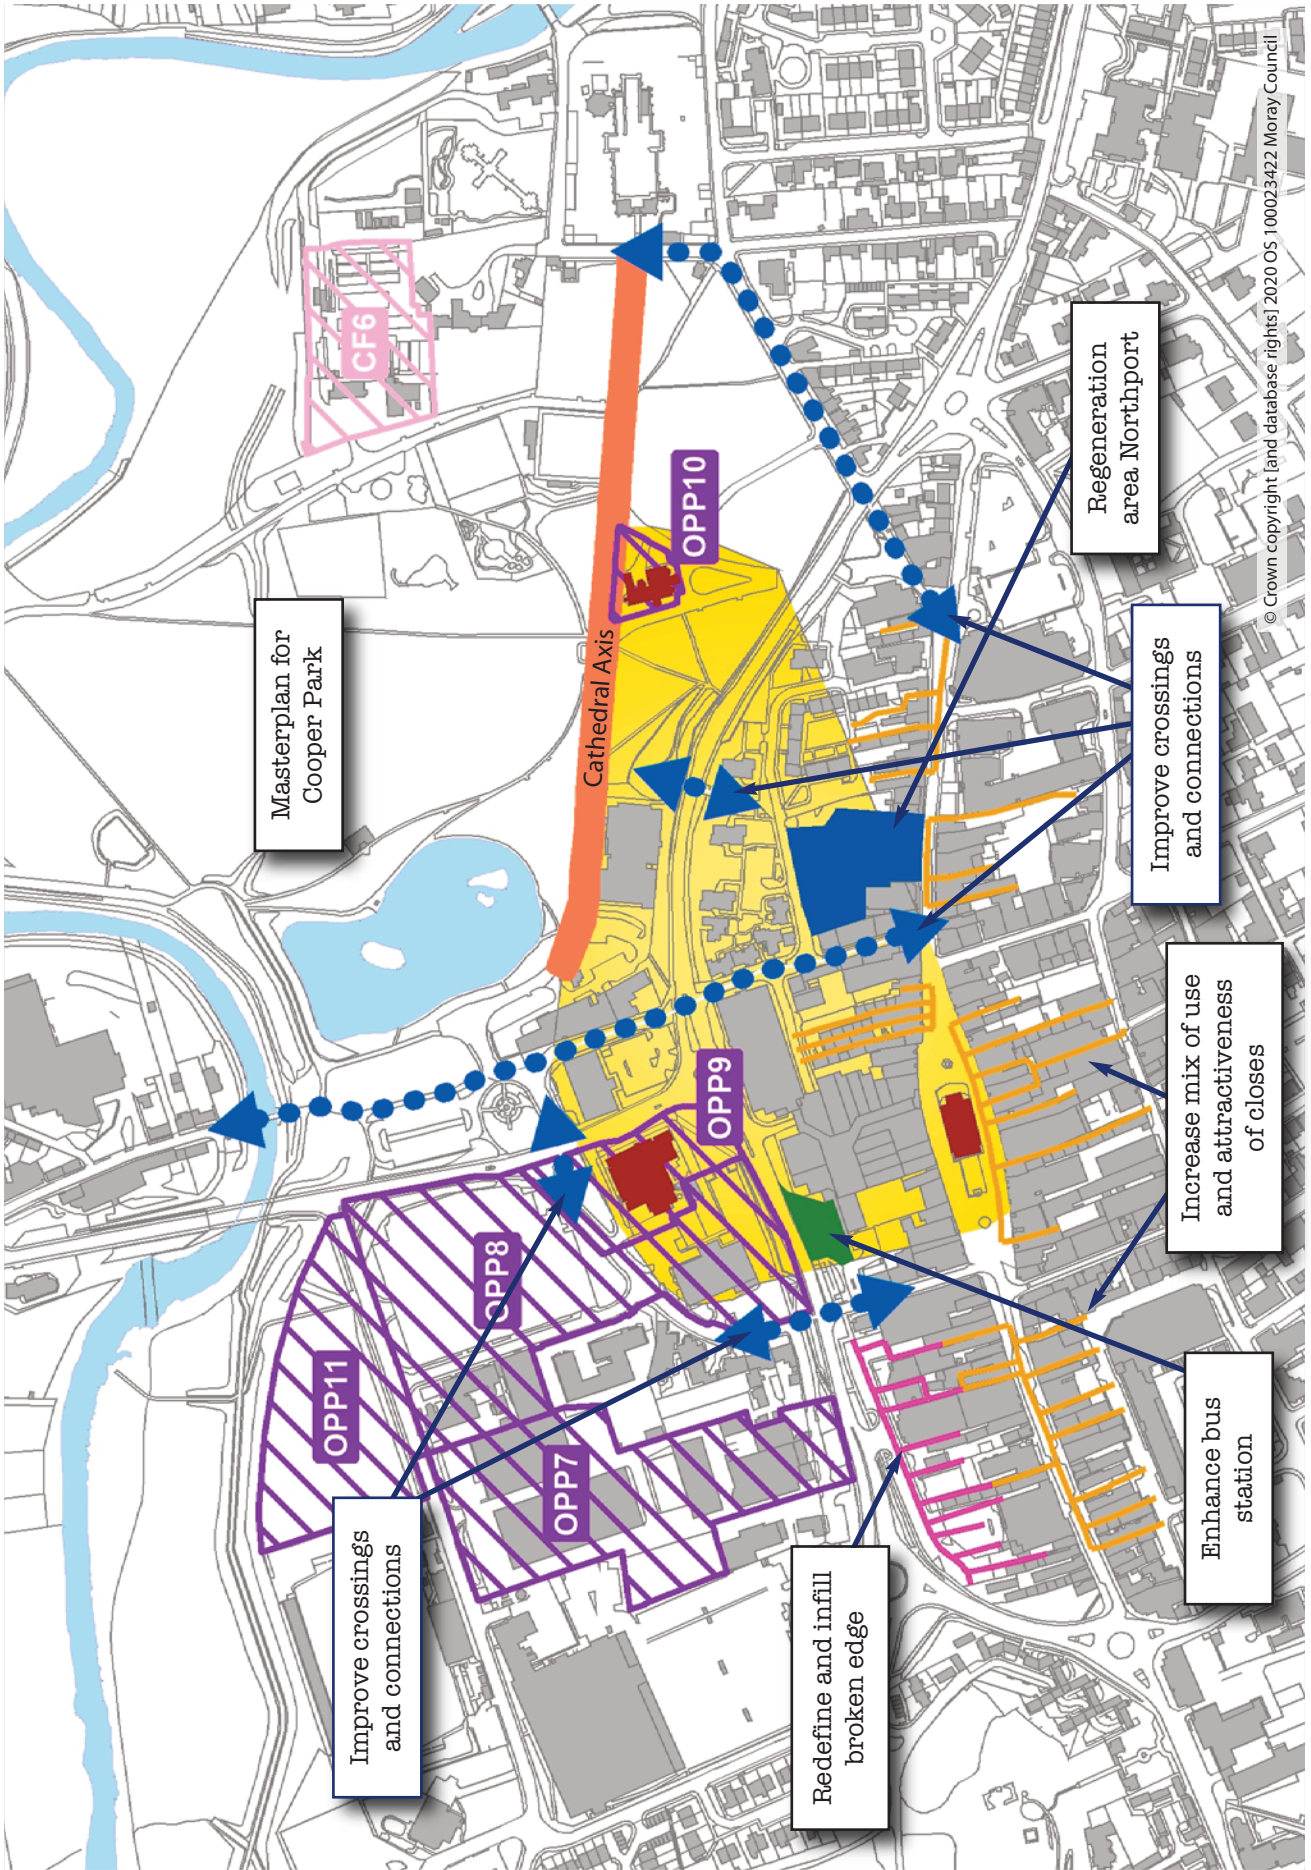 Masterplan for
Cooper Park
CF6
Cathedral Axis
OPP10
OPP11
OPP8
OPP9
OPP7
Improve crossings
and connections
Redefine and infill
broken edge
Enhance bus
station
Increase mix of use
and attractiveness
of closes
Improve crossings
and connections
Regeneration
area Northport
© Crown copyright [and database rights] 2020 OS 100023422 Moray Council